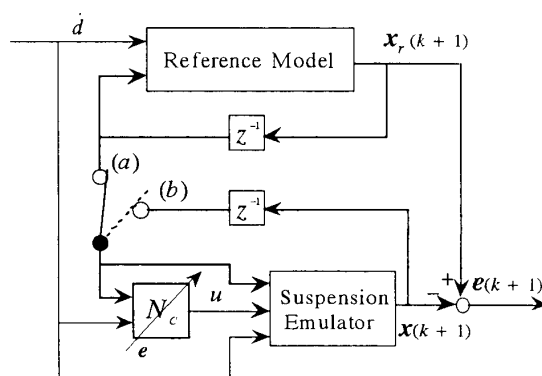 ḋ
Reference Model
x_r(k + 1)
z⁻¹
(a)
(b)
z⁻¹
N_c
u
e
Suspension
Emulator
+
−
e(k + 1)
x(k + 1)